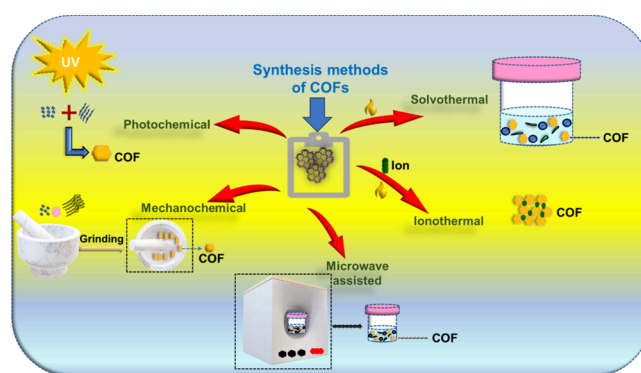 UV
Synthesis methods
of COFs
Solvothermal
Photochemical
COF
COF
Ion
Mechanochemical
Ionothermal
COF
Grinding
COF
Microwave
assisted
COF